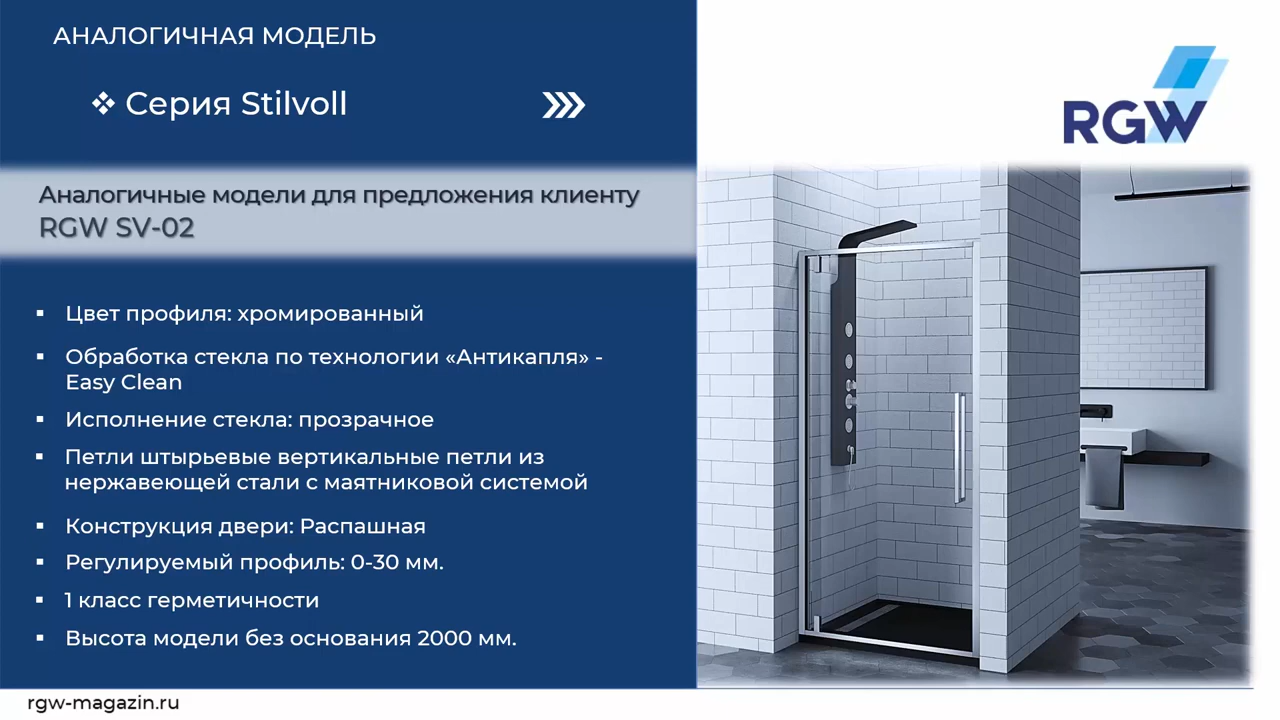 АНАЛОГИЧНАЯ МОДЕЛЬ
❖ Серия Stilvoll
RGW
Аналогичные модели для предложения клиенту
RGW SV-02
▪ Цвет профиля: хромированный
▪ Обработка стекла по технологии «Антикапля» -
Easy Clean
▪ Исполнение стекла: прозрачное
▪ Петли штырьевые вертикальные петли из
нержавеющей стали с маятниковой системой
▪ Конструкция двери: Распашная
▪ Регулируемый профиль: 0-30 мм.
▪ 1 класс герметичности
▪ Высота модели без основания 2000 мм.
rgw-magazin.ru